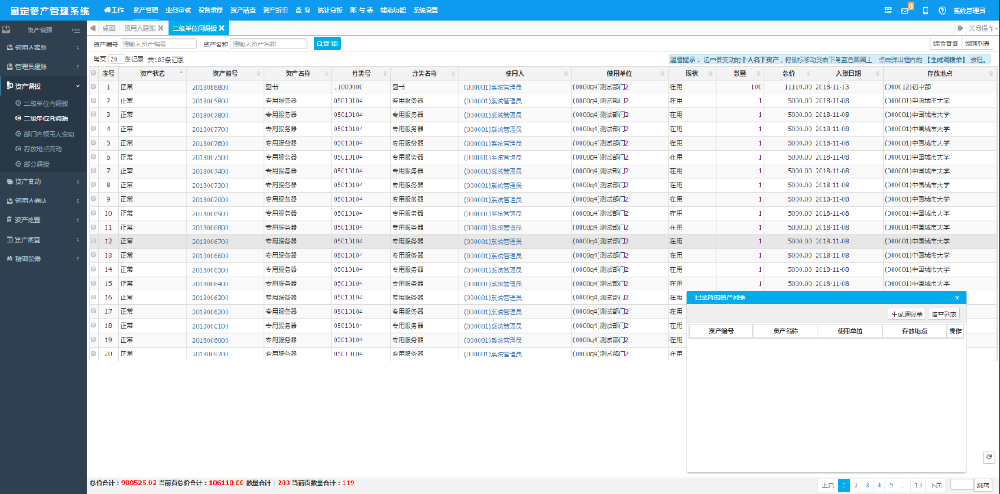 固定资产管理系统 工作 资产管理 业务审核 设备维修 资产清查 资产折旧 查 询 统计分析 账 与 表 辅助功能 系统设置 0 系统管理员
资产管理 桌面 领用人建账 二级单位间调拨 关闭操作
资产编号 请输入资产编号 资产名称 请输入资产名称 查 询 综合查询 返回列表
每页 20 条记录 共183条记录 温馨提示： 选中要变动的个人名下资产，将鼠标移动到右下角蓝色圆圈上，点击弹出框内的 【生成调拨单】 按钮。
领用人建账
管理员建账
资产调拨
二级单位内调拨
二级单位间调拨
部门内领用人变动
存放地点变动
部分调拨
资产变动
领用人确认
资产处置
资产闲置
精密仪器
序号 资产状态 资产编号 资产名称 分类号 分类名称 使用人 使用单位 现状 数量 总价 入账日期 存放地点
1 正常 2018088800 图书 11000000 图书 (000001)系统管理员 (0000q4)测试部门2 在用 100 11110.00 2018-11-13 (000012)初中部
2 正常 2018005800 专用服务器 05010104 专用服务器 (000001)系统管理员 (0000q4)测试部门2 在用 1 5000.00 2018-11-08 (000001)中国城市大学
3 正常 2018007800 专用服务器 05010104 专用服务器 (000001)系统管理员 (0000q4)测试部门2 在用 1 5000.00 2018-11-08 (000001)中国城市大学
4 正常 2018007700 专用服务器 05010104 专用服务器 (000001)系统管理员 (0000q4)测试部门2 在用 1 5000.00 2018-11-08 (000001)中国城市大学
5 正常 2018007600 专用服务器 05010104 专用服务器 (000001)系统管理员 (0000q4)测试部门2 在用 1 5000.00 2018-11-08 (000001)中国城市大学
6 正常 2018007500 专用服务器 05010104 专用服务器 (000001)系统管理员 (0000q4)测试部门2 在用 1 5000.00 2018-11-08 (000001)中国城市大学
7 正常 2018007400 专用服务器 05010104 专用服务器 (000001)系统管理员 (0000q4)测试部门2 在用 1 5000.00 2018-11-08 (000001)中国城市大学
8 正常 2018007300 专用服务器 05010104 专用服务器 (000001)系统管理员 (0000q4)测试部门2 在用 1 5000.00 2018-11-08 (000001)中国城市大学
9 正常 2018007000 专用服务器 05010104 专用服务器 (000001)系统管理员 (0000q4)测试部门2 在用 1 5000.00 2018-11-08 (000001)中国城市大学
10 正常 2018006900 专用服务器 05010104 专用服务器 (000001)系统管理员 (0000q4)测试部门2 在用 1 5000.00 2018-11-08 (000001)中国城市大学
11 正常 2018006800 专用服务器 05010104 专用服务器 (000001)系统管理员 (0000q4)测试部门2 在用 1 5000.00 2018-11-08 (000001)中国城市大学
12 正常 2018006700 专用服务器 05010104 专用服务器 (000001)系统管理员 (0000q4)测试部门2 在用 1 5000.00 2018-11-08 (000001)中国城市大学
13 正常 2018006600 专用服务器 05010104 专用服务器 (000001)系统管理员 (0000q4)测试部门2 在用 1 5000.00 2018-11-08 (000001)中国城市大学
14 正常 2018006500 专用服务器 05010104 专用服务器 (000001)系统管理员 (0000q4)测试部门2 在用 1 5000.00 2018-11-08 (000001)中国城市大学
15 正常 2018006400 专用服务器 05010104 专用服务器 (000001)系统管理员 (0000q4)测试部门2 在用 1 5000.00 2018-11-08 (000001)中国城市大学
16 正常 2018006300 专用服务器 05010104 专用服务器 (000001)系统管理员 (0000q4)测试部门2 在用
17 正常 2018006200 专用服务器 05010104 专用服务器 (000001)系统管理员 (0000q4)测试部门2 在用
18 正常 2018006100 专用服务器 05010104 专用服务器 (000001)系统管理员 (0000q4)测试部门2 在用
19 正常 2018006000 专用服务器 05010104 专用服务器 (000001)系统管理员 (0000q4)测试部门2 在用
20 正常 2018009200 专用服务器 05010104 专用服务器 (000001)系统管理员 (0000q4)测试部门2 在用
已选择的资产列表 ×
生成调拨单 清空列表
资产编号 资产名称 使用单位 存放地点 操作
总价合计：908525.02 当前页总价合计：106110.00 数量合计：283 当前页数量合计：119 上页 1 2 3 4 5 ... 10 下页 跳转